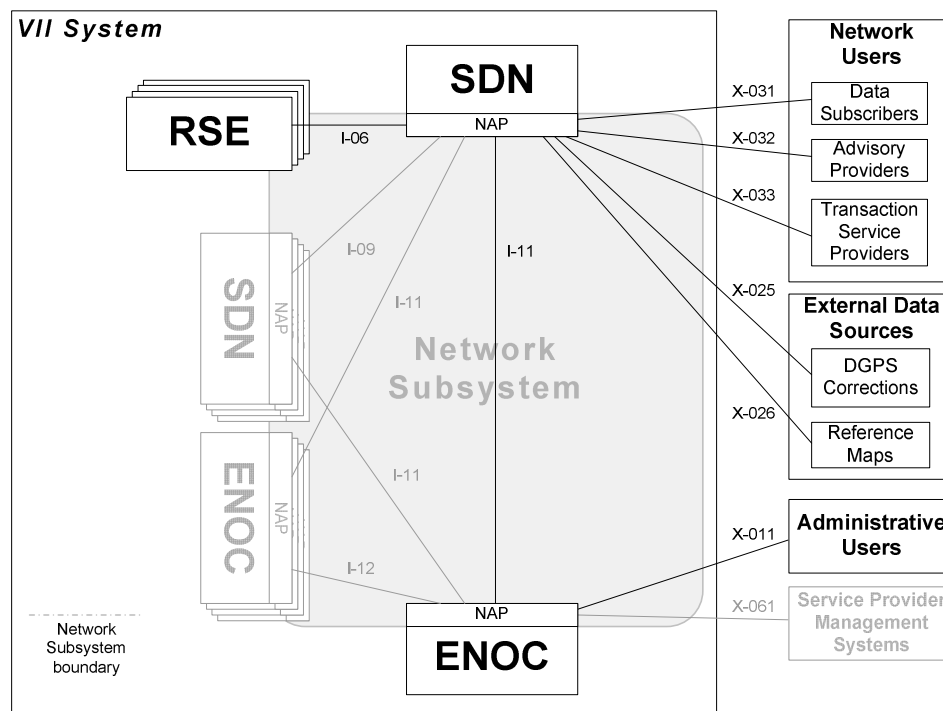 VII System
SDN
NAP
RSE
I-06
I-09
I-11
I-11
SDN
NAP
Network
Subsystem
I-11
ENOC
NAP
I-12
NAP
ENOC
Network
Subsystem
boundary
X-031
X-032
X-033
X-025
X-026
X-011
X-061
Network
Users
Data
Subscribers
Advisory
Providers
Transaction
Service
Providers
External Data
Sources
DGPS
Corrections
Reference
Maps
Administrative
Users
Service Provider
Management
Systems